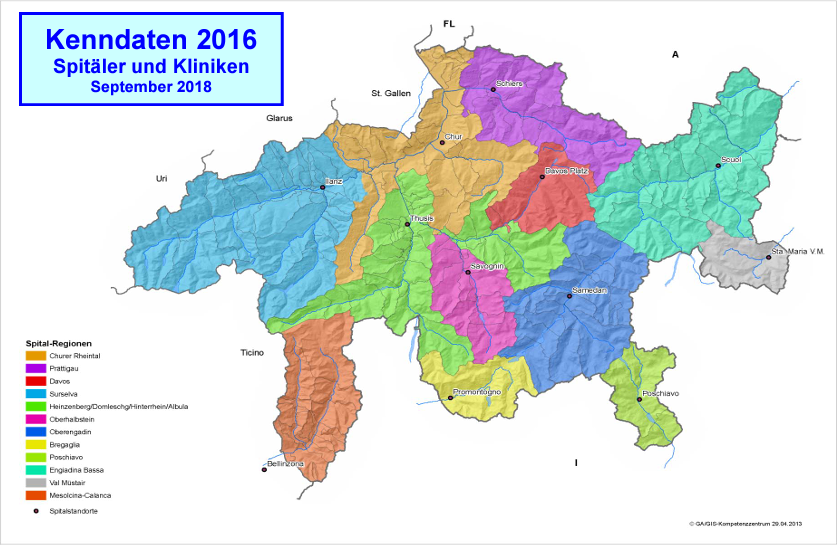 Kenndaten 2016
Spitäler und Kliniken
September 2018
FL
A
St. Gallen
Glarus
Uri
Schiers
Chur
Scuol
Davos Platz
Ilanz
Thusis
Sta. Maria V.M.
Savognin
Samedan
Ticino
Promontogno
Poschiavo
Bellinzona
I
Spital-Regionen
Churer Rheintal
Prättigau
Davos
Surselva
Heinzenberg/Domleschg/Hinterrhein/Albula
Oberhalbstein
Oberengadin
Bregaglia
Poschiavo
Engiadina Bassa
Val Müstair
Mesolcina-Calanca
Spitalstandorte
© GA/GIS-Kompetenzzentrum 29.04.2013